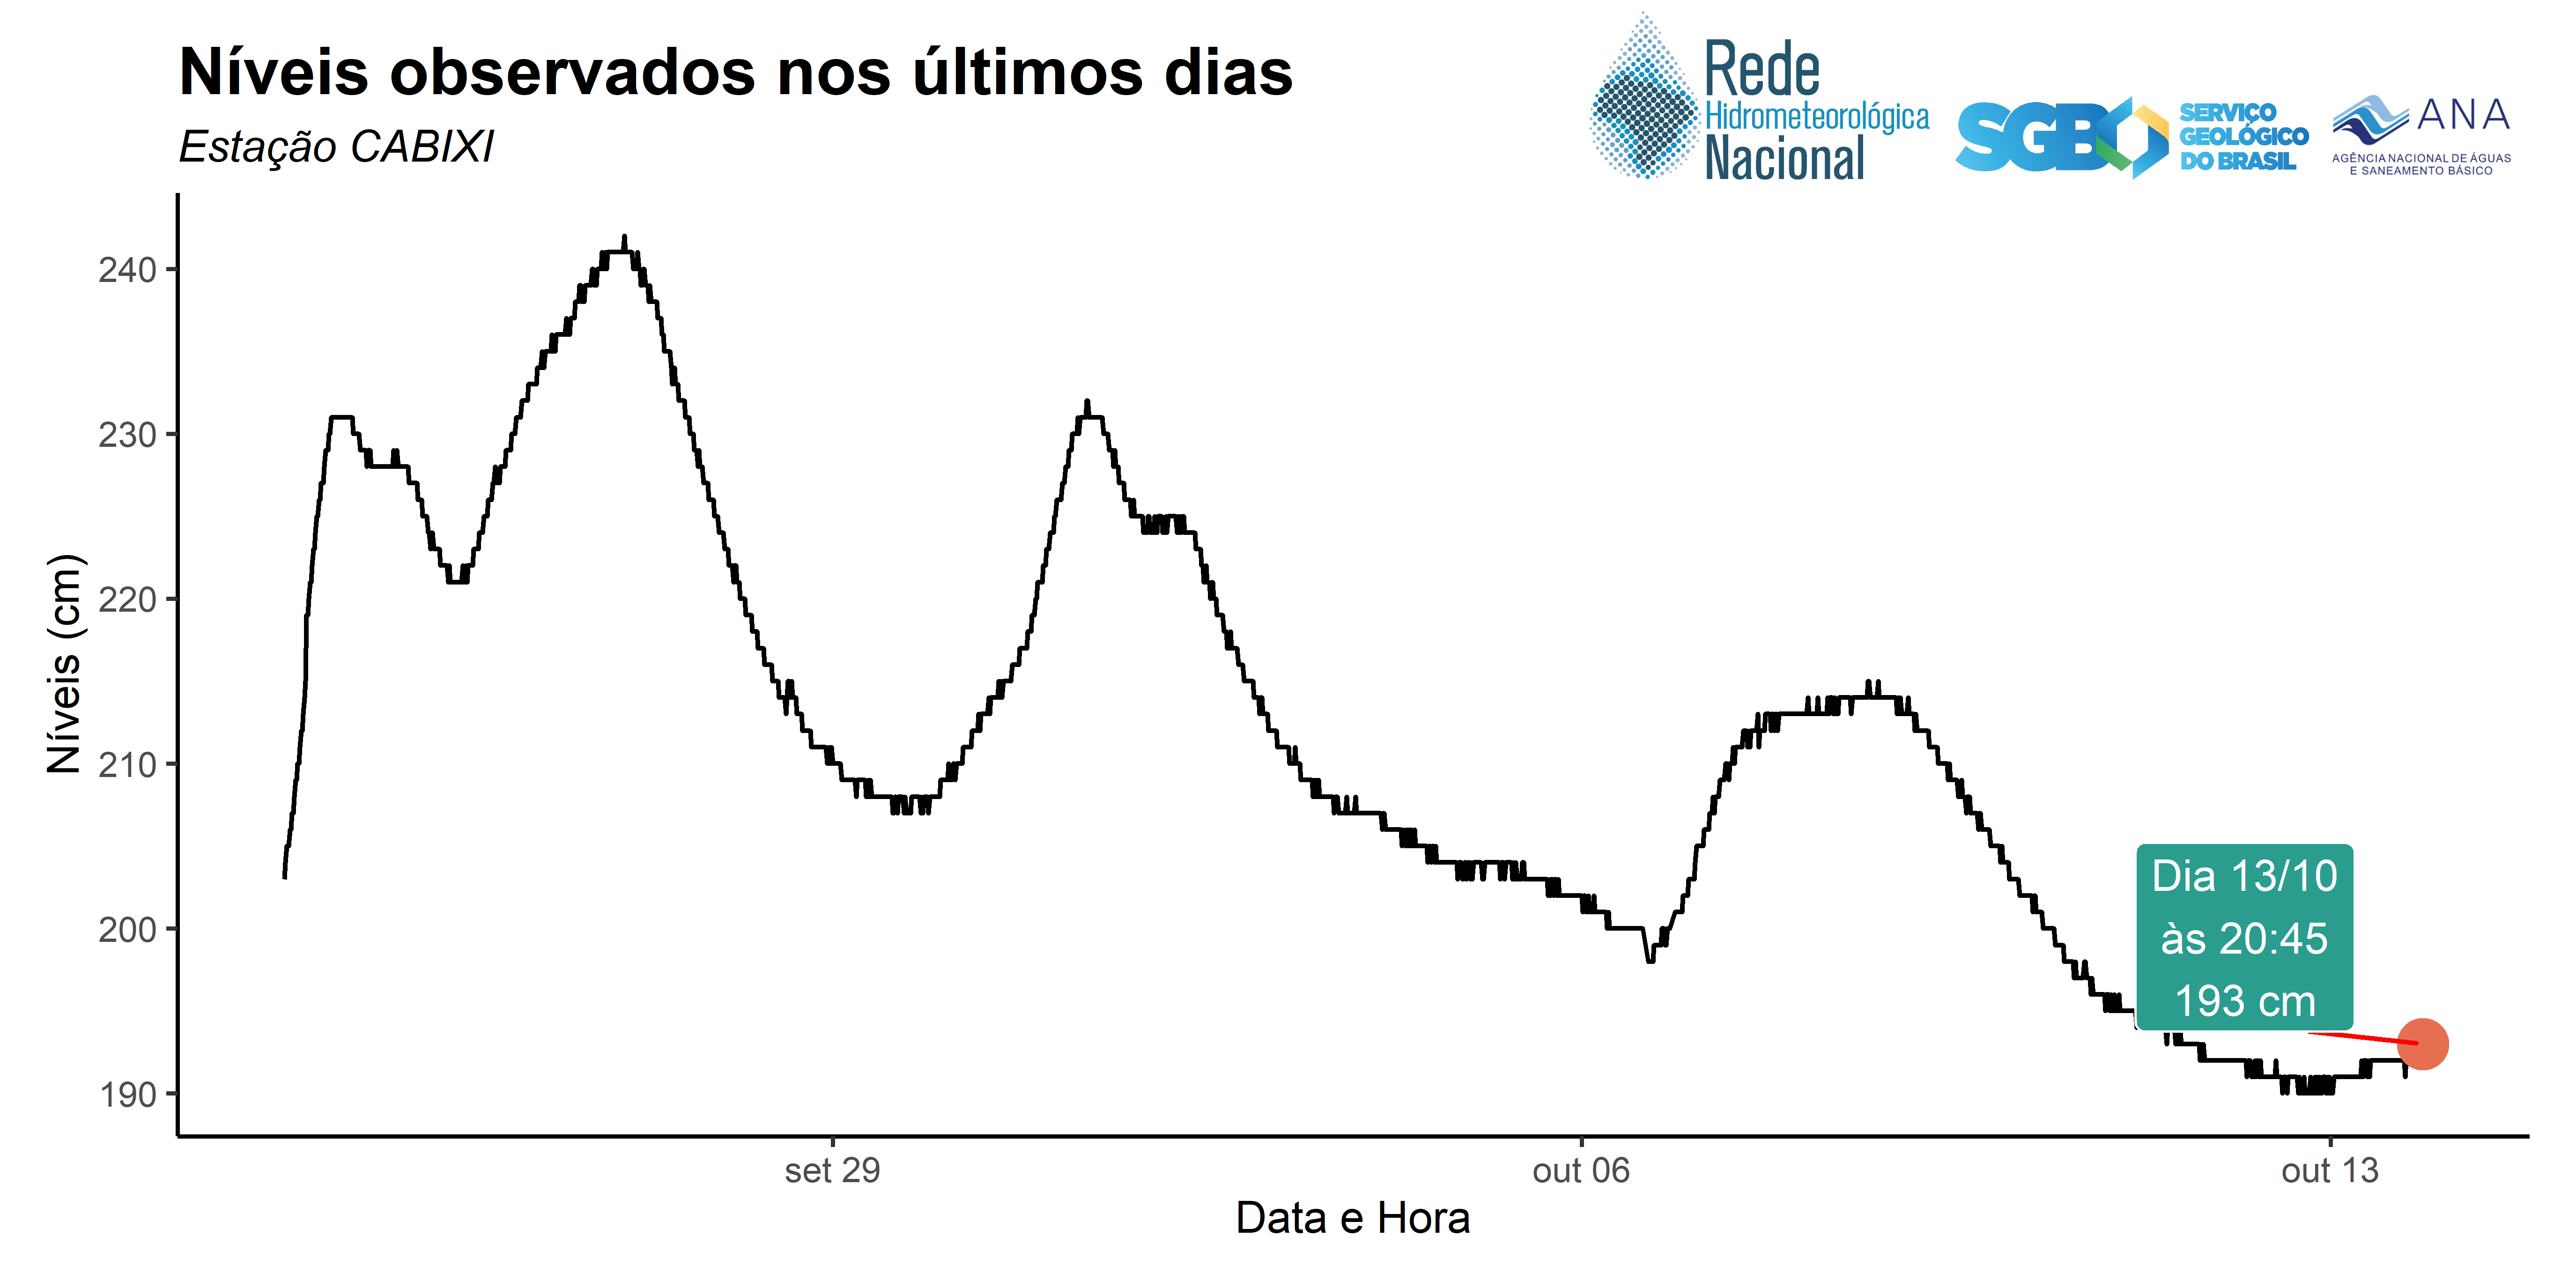 Níveis observados nos últimos dias
Estação CABIXI
Rede
Hidrometeorológica
Nacional
SGB
SERVIÇO
GEOLÓGICO
DO BRASIL
ANA
AGÊNCIA NACIONAL DE ÁGUAS
E SANEAMENTO BÁSICO
Níveis (cm)
240
230
220
210
200
190
Dia 13/10
às 20:45
193 cm
set 29
out 06
out 13
Data e Hora